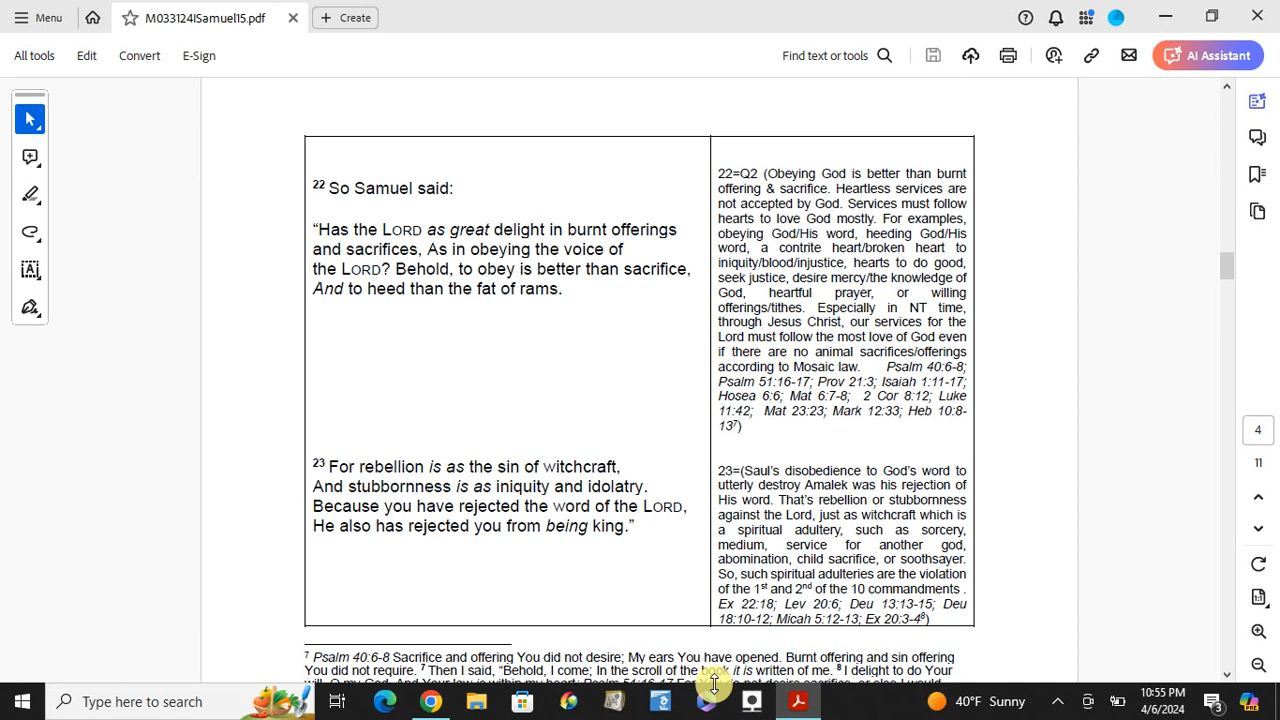 Menu
M033124ISamuel15.pdf
Create
All tools
Edit
Convert
E-Sign
Find text or tools
AI Assistant
22 So Samuel said:
“Has the LORD as great delight in burnt offerings
and sacrifices, As in obeying the voice of
the LORD? Behold, to obey is better than sacrifice,
And to heed than the fat of rams.
23 For rebellion is as the sin of witchcraft,
And stubbornness is as iniquity and idolatry.
Because you have rejected the word of the LORD,
He also has rejected you from being king.”
22=Q2 (Obeying God is better than burnt
offering & sacrifice. Heartless services are
not accepted by God. Services must follow
hearts to love God mostly. For examples,
obeying God/His word, heeding God/His
word, a contrite heart/broken heart to
iniquity/blood/injustice, hearts to do good,
seek justice, desire mercy/the knowledge of
God, heartful prayer, or willing
offerings/tithes. Especially in NT time,
through Jesus Christ, our services for the
Lord must follow the most love of God even
if there are no animal sacrifices/offerings
according to Mosaic law. Psalm 40:6-8;
Psalm 51:16-17; Prov 21:3; Isaiah 1:11-17;
Hosea 6:6; Mat 6:7-8; 2 Cor 8:12; Luke
11:42; Mat 23:23; Mark 12:33; Heb 10:8-
137)
23=(Saul’s disobedience to God’s word to
utterly destroy Amalek was his rejection of
His word. That’s rebellion or stubbornness
against the Lord, just as witchcraft which is
a spiritual adultery, such as sorcery,
medium, service for another god,
abomination, child sacrifice, or soothsayer.
So, such spiritual adulteries are the violation
of the 1st and 2nd of the 10 commandments .
Ex 22:18; Lev 20:6; Deu 13:13-15; Deu
18:10-12; Micah 5:12-13; Ex 20:3-48)
7 Psalm 40:6-8 Sacrifice and offering You did not desire; My ears You have opened. Burnt offering and sin offering
You did not require. 7 Then I said, “Behold, I come; In the scroll of the book it is written of me. 8 I delight to do Your
4
11
Type here to search
40°F Sunny
10:55 PM
4/6/2024
3